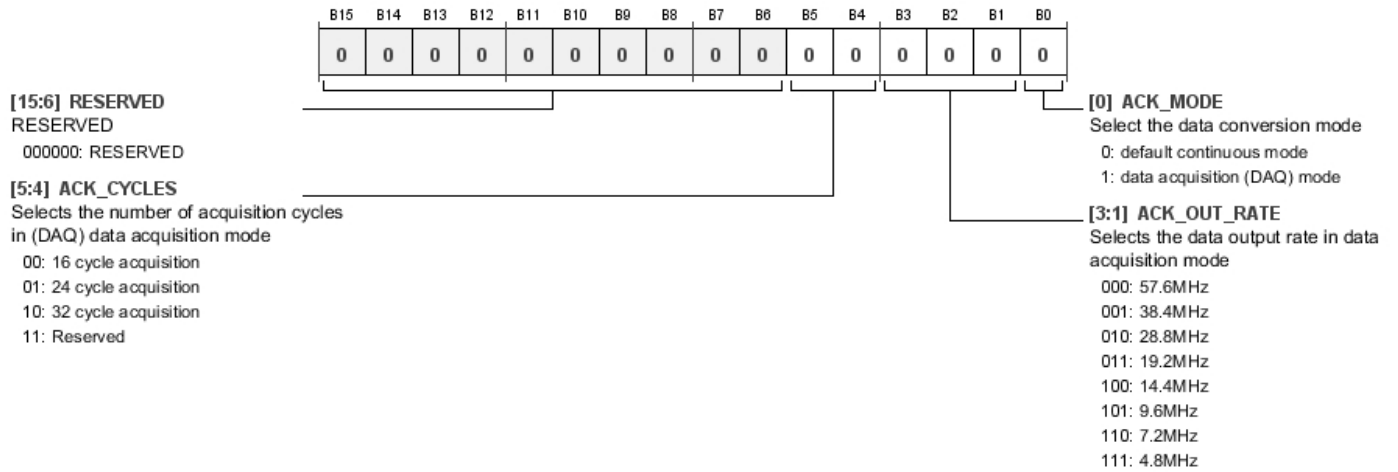 B15 B14 B13 B12 B11 B10 B9 B8 B7 B6 B5 B4 B3 B2 B1 B0
0 0 0 0 0 0 0 0 0 0 0 0 0 0 0 0
[15:6] RESERVED
RESERVED
000000: RESERVED
[5:4] ACK_CYCLES
Selects the number of acquisition cycles
in (DAQ) data acquisition mode
00: 16 cycle acquisition
01: 24 cycle acquisition
10: 32 cycle acquisition
11: Reserved
[0] ACK_MODE
Select the data conversion mode
0: default continuous mode
1: data acquisition (DAQ) mode
[3:1] ACK_OUT_RATE
Selects the data output rate in data
acquisition mode
000: 57.6MHz
001: 38.4MHz
010: 28.8MHz
011: 19.2MHz
100: 14.4MHz
101: 9.6MHz
110: 7.2MHz
111: 4.8MHz